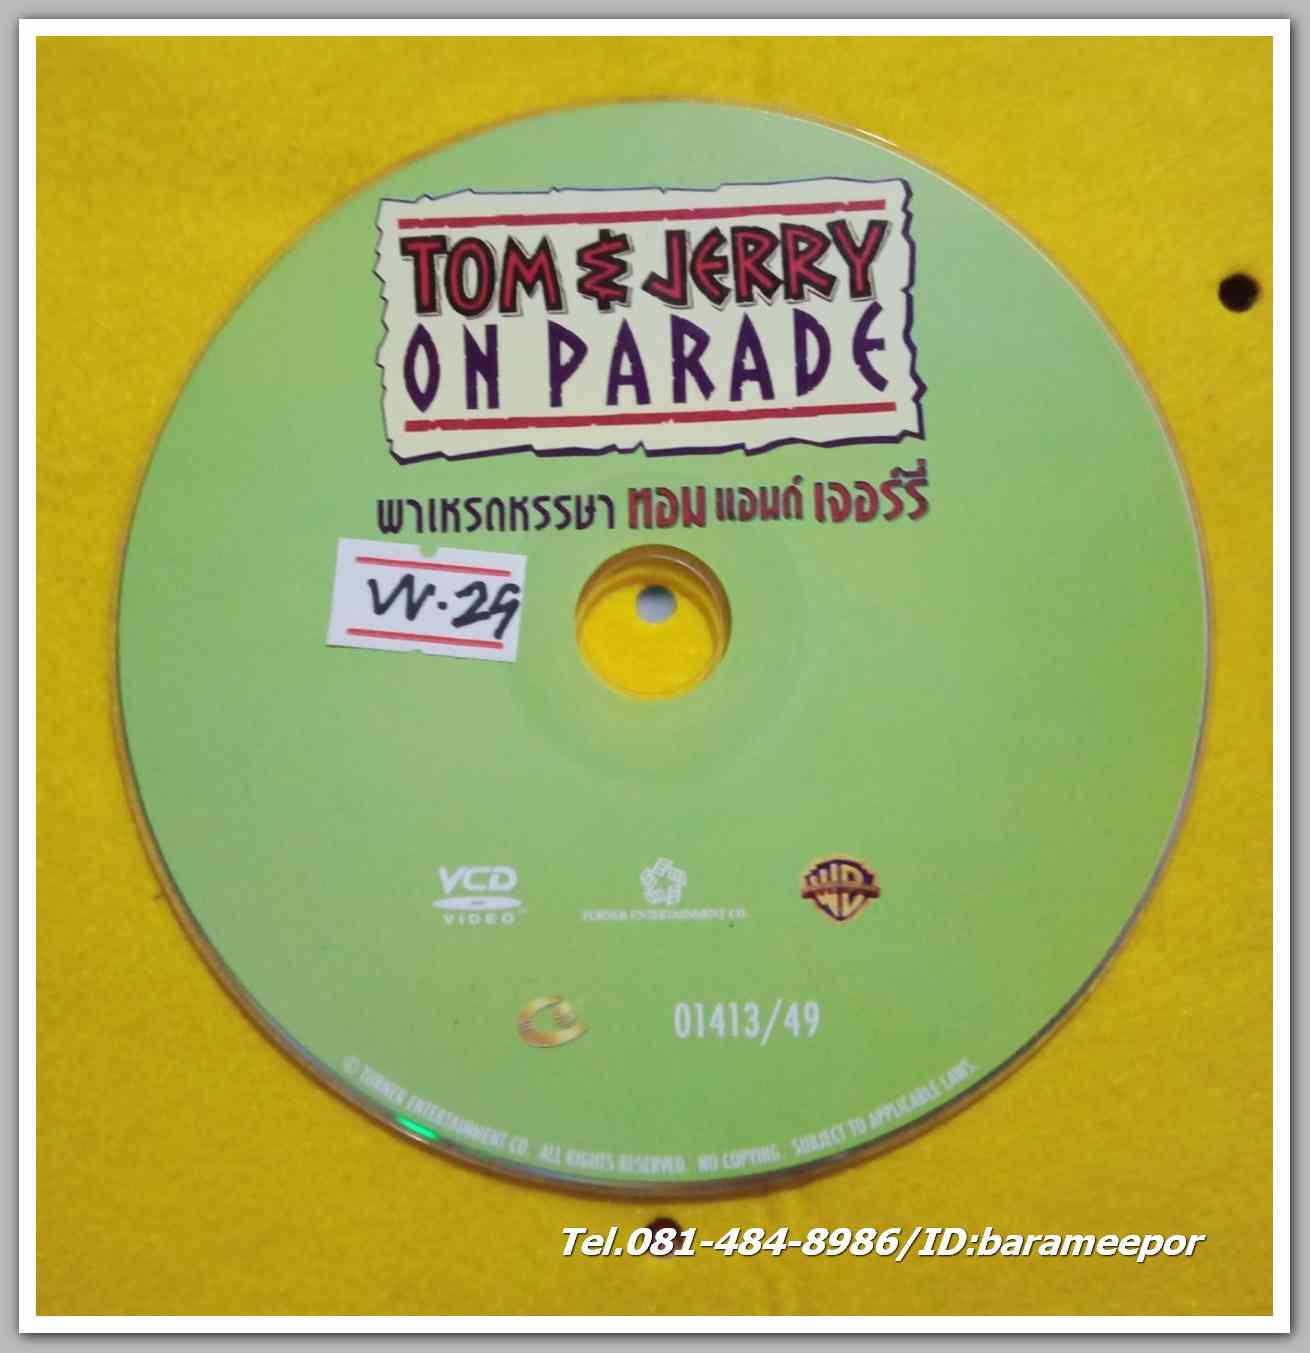 TOM & JERRY
ON PARADE
พาเหรดหรรษา ทอม แอนด์ เจอร์รี่
พ.29
VCD
VIDEO
TURNER ENTERTAINMENT CO.
WB
01413/49
© TURNER ENTERTAINMENT CO. ALL RIGHTS RESERVED. NO COPYING. SUBJECT TO APPLICABLE LAWS.
Tel.081-484-8986/ID:barameepor